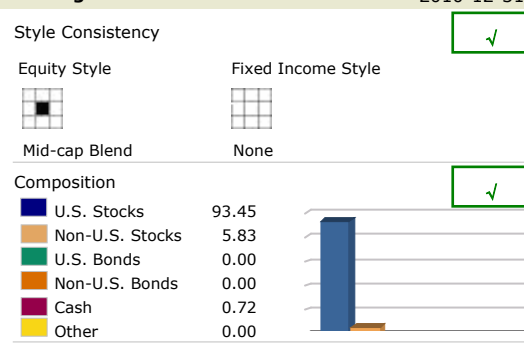 Style Consistency √
Equity Style Fixed Income Style
Mid-cap Blend None
Composition √
U.S. Stocks 93.45
Non-U.S. Stocks 5.83
U.S. Bonds 0.00
Non-U.S. Bonds 0.00
Cash 0.72
Other 0.00